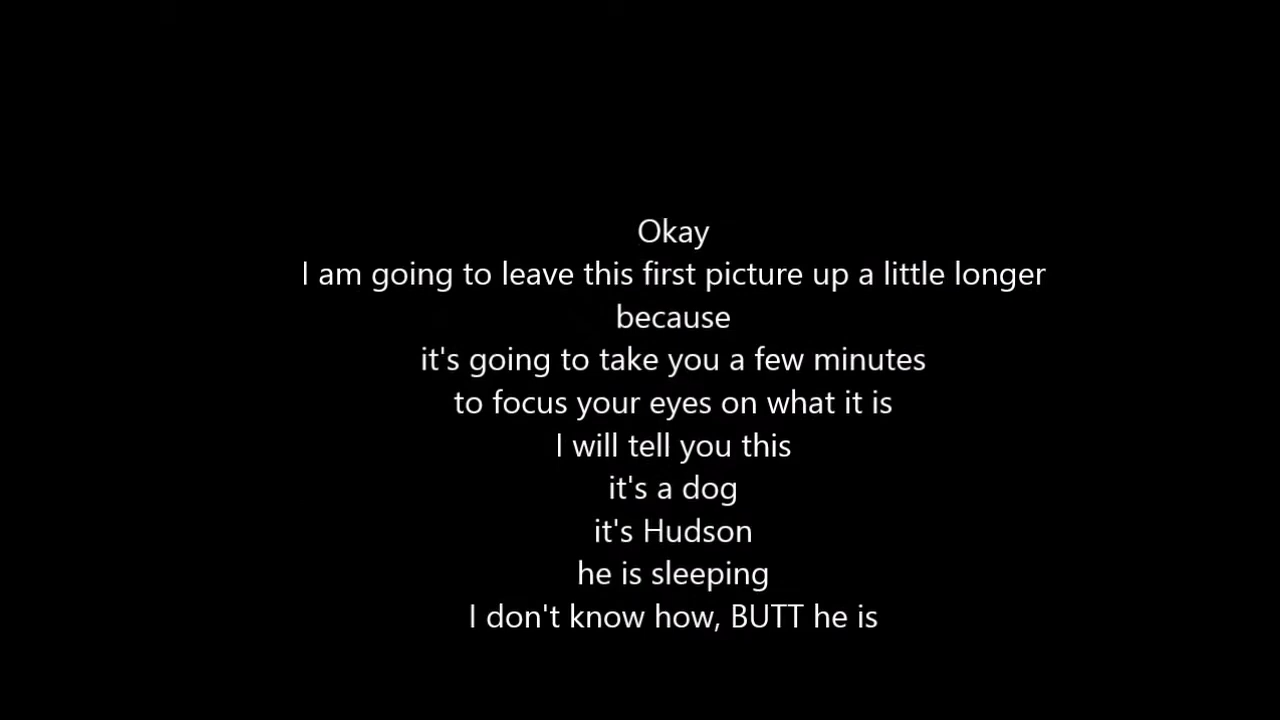 Okay
I am going to leave this first picture up a little longer
because
it's going to take you a few minutes
to focus your eyes on what it is
I will tell you this
it's a dog
it's Hudson
he is sleeping
I don't know how, BUTT he is